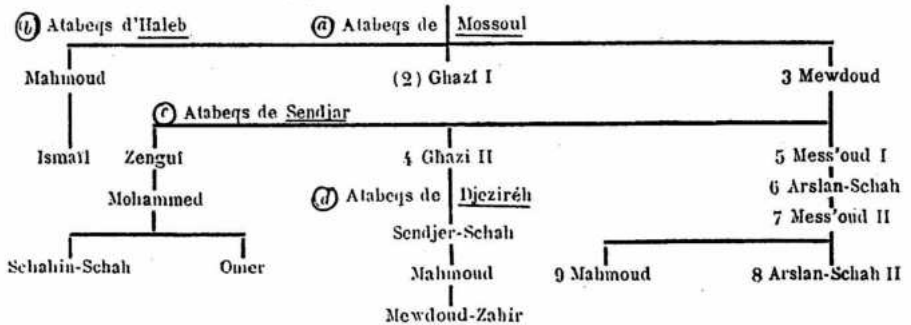 (b) Atabeqs d'Haleb (a) Atabeqs de Mossoul
Mahmoud (2) Ghazî I 3 Mewdoud
(c) Atabeqs de Sendjar
Ismaïl Zenguî 4 Ghazi II 5 Mess'oud I
6 Arslan-Schah
Mohammed (d) Atabeqs de Djeziréh
7 Mess'oud II
Sendjer-Schah
Schahin-Schah Omer Mahmoud 9 Mahmoud 8 Arslan-Schah II
Mewdoud-Zahir